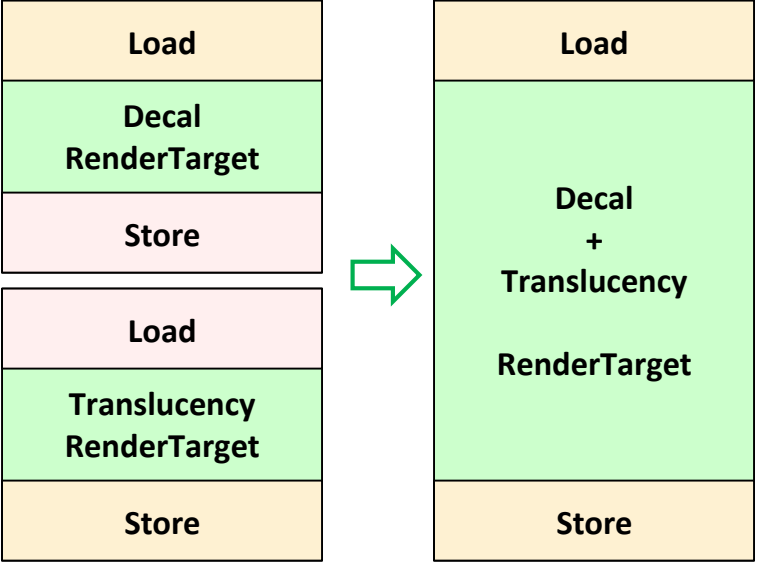 Load
Decal
RenderTarget
Store
Load
Translucency
RenderTarget
Store
Load
Decal
+
Translucency
RenderTarget
Store